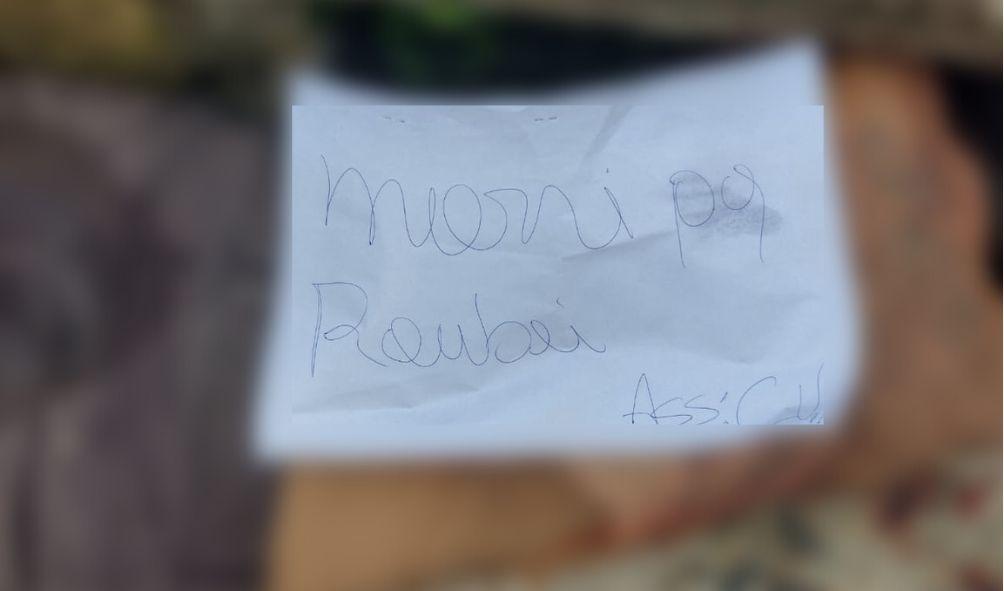 Morri pq
Roubei
Ass: C V